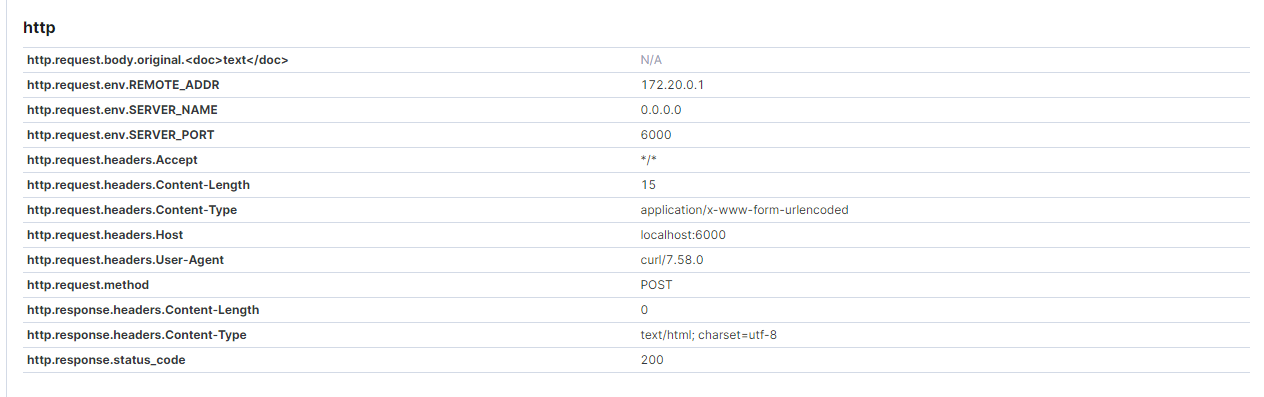 http
http.request.body.original.<doc>text</doc> N/A
http.request.env.REMOTE_ADDR 172.20.0.1
http.request.env.SERVER_NAME 0.0.0.0
http.request.env.SERVER_PORT 6000
http.request.headers.Accept */*
http.request.headers.Content-Length 15
http.request.headers.Content-Type application/x-www-form-urlencoded
http.request.headers.Host localhost:6000
http.request.headers.User-Agent curl/7.58.0
http.request.method POST
http.response.headers.Content-Length 0
http.response.headers.Content-Type text/html; charset=utf-8
http.response.status_code 200